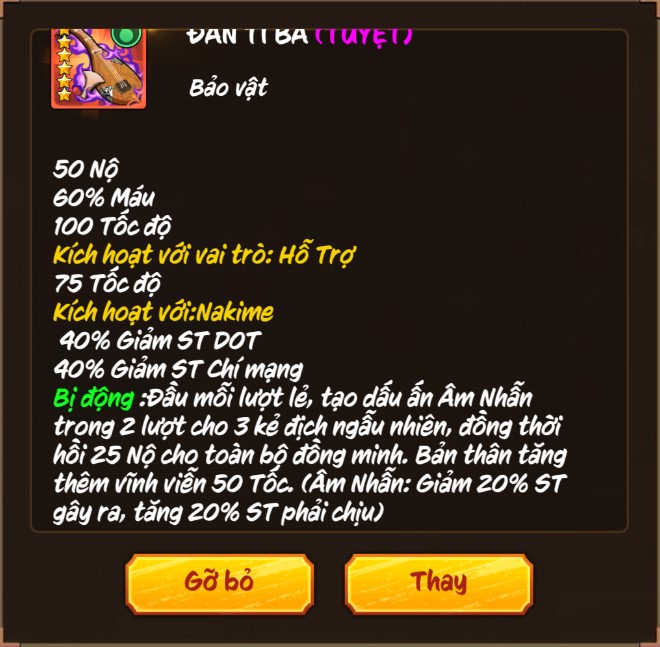 ĐÀN TÌ BÀ (TUYỆT)
Bảo vật
50 Nộ
60% Máu
100 Tốc độ
Kích hoạt với vai trò: Hỗ Trợ
75 Tốc độ
Kích hoạt với:Nakime
40% Giảm ST DOT
40% Giảm ST Chí mạng
Bị động :Đầu mỗi lượt lẻ, tạo dấu ấn Âm Nhẫn
trong 2 lượt cho 3 kẻ địch ngẫu nhiên, đồng thời
hồi 25 Nộ cho toàn bộ đồng minh. Bản thân tăng
thêm vĩnh viễn 50 Tốc. (Âm Nhẫn: Giảm 20% ST
gây ra, tăng 20% ST phải chịu)
Gỡ bỏ
Thay